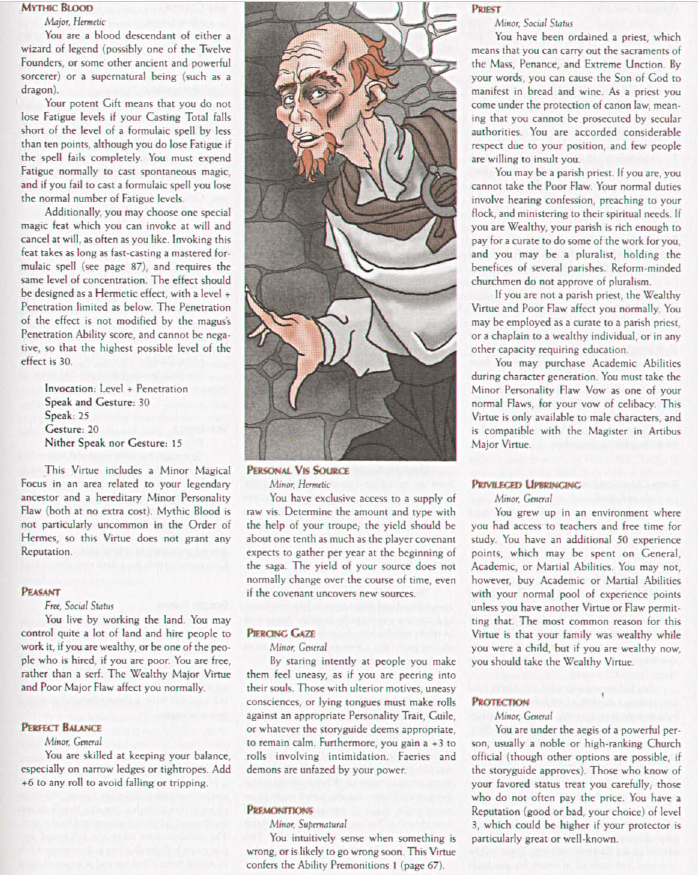 MYTHIC BLOOD
Major, Hermetic
You are a blood descendant of either a
wizard of legend (possibly one of the Twelve
Founders, or some other ancient and powerful
sorcerer) or a supernatural being (such as a
dragon).
Your potent Gift means that you do not
lose Fatigue levels if your Casting Total falls
short of the level of a formulaic spell by less
than ten points, although you do lose Fatigue if
the spell fails completely. You must expend
Fatigue normally to cast spontaneous magic,
and if you fail to cast a formulaic spell you lose
the normal number of Fatigue levels.
Additionally, you may choose one special
magic feat which you can invoke at will and
cancel at will, as often as you like. Invoking this
feat takes as long as fast-casting a mastered for-
mulaic spell (see page 87), and requires the
same level of concentration. The effect should
be designed as a Hermetic effect, with a level +
Penetration limited as below. The Penetration
of the effect is not modified by the magus's
Penetration Ability score, and cannot be nega-
tive, so that the highest possible level of the
effect is 30.
Invocation: Level + Penetration
Speak and Gesture: 30
Speak: 25
Gesture: 20
Nither Speak nor Gesture: 15
This Virtue includes a Minor Magical
Focus in an area related to your legendary
ancestor and a hereditary Minor Personality
Flaw (both at no extra cost). Mythic Blood is
not particularly uncommon in the Order of
Hermes, so this Virtue does not grant any
Reputation.
PEASANT
Free, Social Status
You live by working the land. You may
control quite a lot of land and hire people to
work it, if you are wealthy, or be one of the peo-
ple who is hired, if you are poor. You are free,
rather than a serf. The Wealthy Major Virtue
and Poor Major Flaw affect you normally.
PERFECT BALANCE
Minor, General
You are skilled at keeping your balance,
especially on narrow ledges or tightropes. Add
+6 to any roll to avoid falling or tripping.
PERSONAL VIS SOURCE
Minor, Hermetic
You have exclusive access to a supply of
raw vis. Determine the amount and type with
the help of your troupe; the yield should be
about one tenth as much as the player covenant
expects to gather per year at the beginning of
the saga. The yield of your source does not
normally change over the course of time, even
if the covenant uncovers new sources.
PIERCING GAZE
Minor, General
By staring intently at people you make
them feel uneasy, as if you are peering into
their souls. Those with ulterior motives, uneasy
consciences, or lying tongues must make rolls
against an appropriate Personality Trait, Guile,
or whatever the storyguide deems appropriate,
to remain calm. Furthermore, you gain a +3 to
rolls involving intimidation. Faeries and
demons are unfazed by your power.
PREMONITIONS
Minor, Supernatural
You intuitively sense when something is
wrong, or is likely to go wrong soon. This Virtue
confers the Ability Premonitions 1 (page 67).
PRIEST
Minor, Social Status
You have been ordained a priest, which
means that you can carry out the sacraments of
the Mass, Penance, and Extreme Unction. By
your words, you can cause the Son of God to
manifest in bread and wine. As a priest you
come under the protection of canon law, mean-
ing that you cannot be prosecuted by secular
authorities. You are accorded considerable
respect due to your position, and few people
are willing to insult you.
You may be a parish priest. If you are, you
cannot take the Poor Flaw. Your normal duties
involve hearing confession, preaching to your
flock, and ministering to their spiritual needs. If
you are Wealthy, your parish is rich enough to
pay for a curate to do some of the work for you,
and you may be a pluralist, holding the
benefices of several parishes. Reform-minded
churchmen do not approve of pluralism.
If you are not a parish priest, the Wealthy
Virtue and Poor Flaw affect you normally. You
may be employed as a curate to a parish priest,
or a chaplain to a wealthy individual, or in any
other capacity requiring education.
You may purchase Academic Abilities
during character generation. You must take the
Minor Personality Flaw Vow as one of your
normal Flaws, for your vow of celibacy. This
Virtue is only available to male characters, and
is compatible with the Magister in Artibus
Major Virtue.
PRIVILEGED UPBRINGING
Minor, General
You grew up in an environment where
you had access to teachers and free time for
study. You have an additional 50 experience
points, which may be spent on General,
Academic, or Martial Abilities. You may not,
however, buy Academic or Martial Abilities
with your normal pool of experience points
unless you have another Virtue or Flaw permit-
ting that. The most common reason for this
Virtue is that your family was wealthy while
you were a child, but if you are wealthy now,
you should take the Wealthy Virtue.
PROTECTION
Minor, General
You are under the aegis of a powerful per-
son, usually a noble or high-ranking Church
official (though other options are possible, if
the storyguide approves). Those who know of
your favored status treat you carefully; those
who do not often pay the price. You have a
Reputation (good or bad, your choice) of level
3, which could be higher if your protector is
particularly great or well-known.